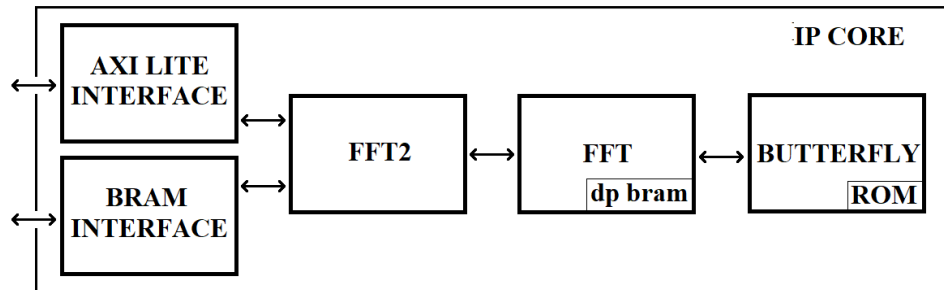 IP CORE
AXI LITE
INTERFACE
BRAM
INTERFACE
FFT2
FFT
dp bram
BUTTERFLY
ROM